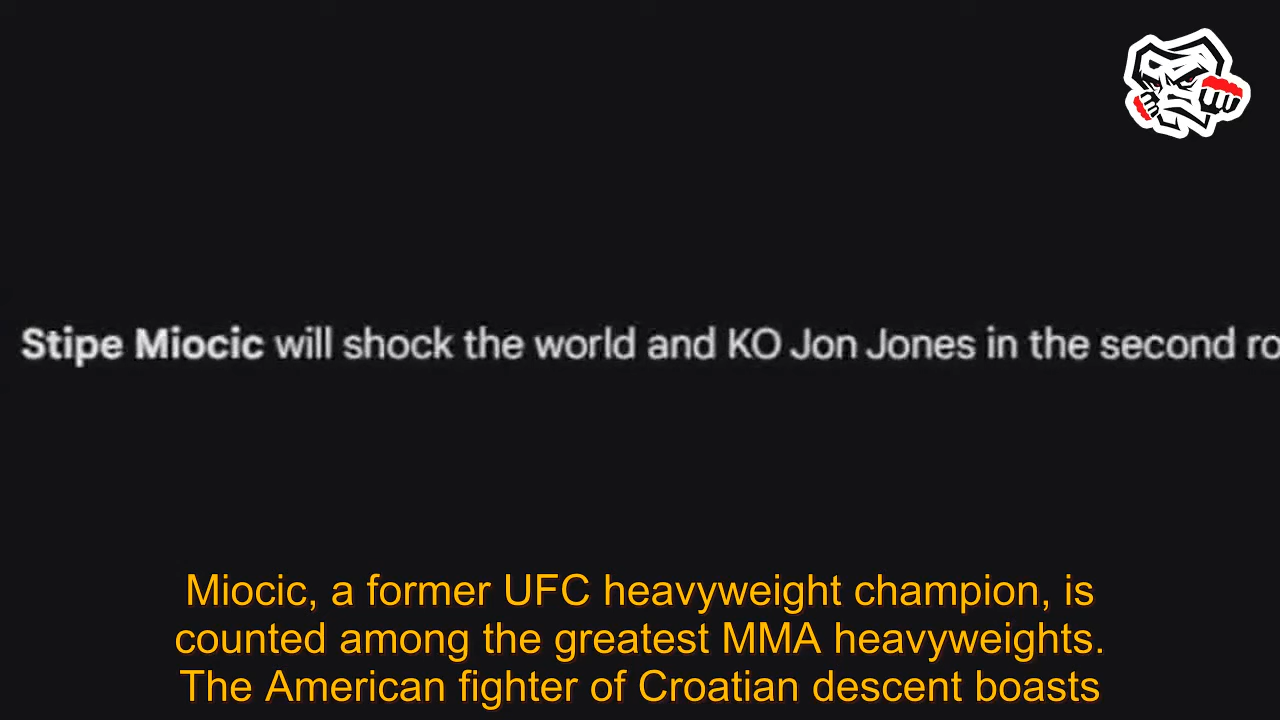 Stipe Miocic will shock the world and KO Jon Jones in the second ro
Miocic, a former UFC heavyweight champion, is
counted among the greatest MMA heavyweights.
The American fighter of Croatian descent boasts